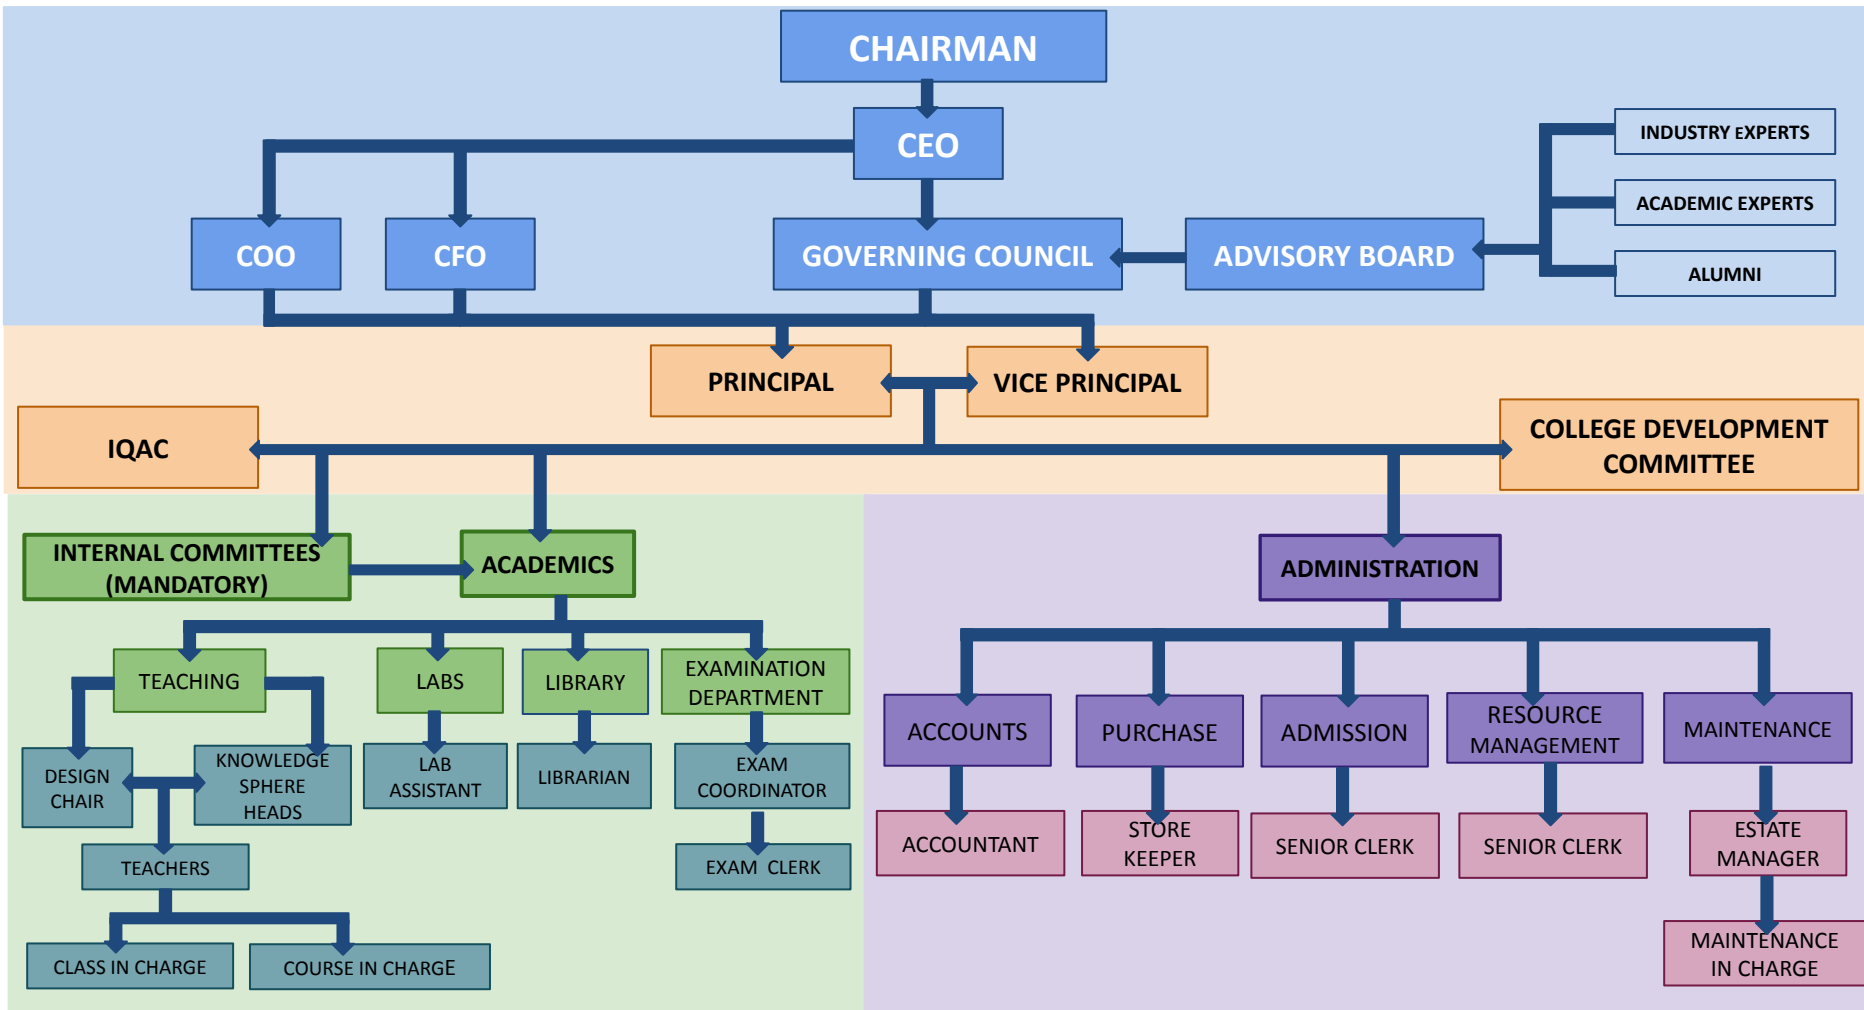 CHAIRMAN
CEO
INDUSTRY EXPERTS
ACADEMIC EXPERTS
ALUMNI
COO
CFO
GOVERNING COUNCIL
ADVISORY BOARD
PRINCIPAL
VICE PRINCIPAL
IQAC
COLLEGE DEVELOPMENT
COMMITTEE
INTERNAL COMMITTEES
(MANDATORY)
ACADEMICS
ADMINISTRATION
TEACHING
LABS
LIBRARY
EXAMINATION
DEPARTMENT
DESIGN
CHAIR
KNOWLEDGE
SPHERE
HEADS
LAB
ASSISTANT
LIBRARIAN
EXAM
COORDINATOR
TEACHERS
EXAM CLERK
CLASS IN CHARGE
COURSE IN CHARGE
ACCOUNTS
PURCHASE
ADMISSION
RESOURCE
MANAGEMENT
MAINTENANCE
ACCOUNTANT
STORE
KEEPER
SENIOR CLERK
SENIOR CLERK
ESTATE
MANAGER
MAINTENANCE
IN CHARGE